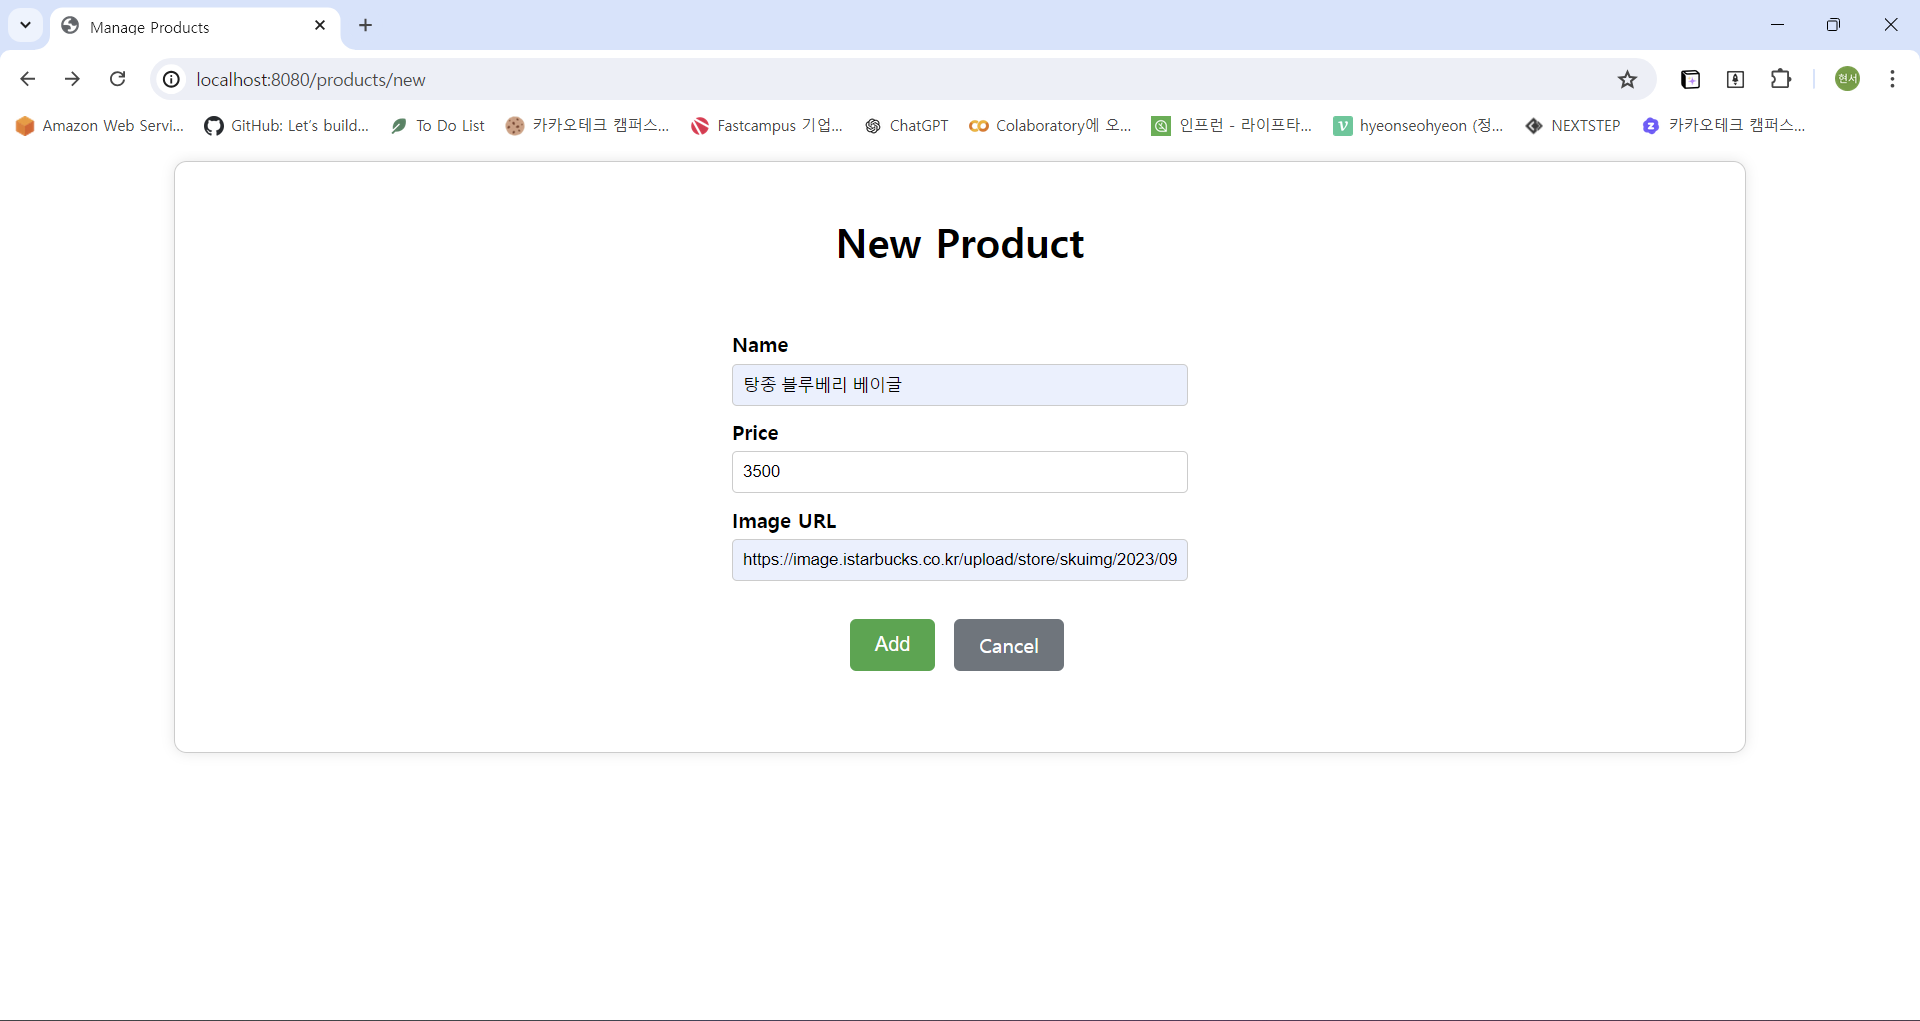 Manage Products
localhost:8080/products/new
현서
Amazon Web Servi...
GitHub: Let's build...
To Do List
카카오테크 캠퍼스...
Fastcampus 기업...
ChatGPT
Colaboratory에 오...
인프런 - 라이프타...
hyeonseohyeon (정...
NEXTSTEP
카카오테크 캠퍼스...
New Product
Name
탕종 블루베리 베이글
Price
3500
Image URL
https://image.istarbucks.co.kr/upload/store/skuimg/2023/09
Add
Cancel